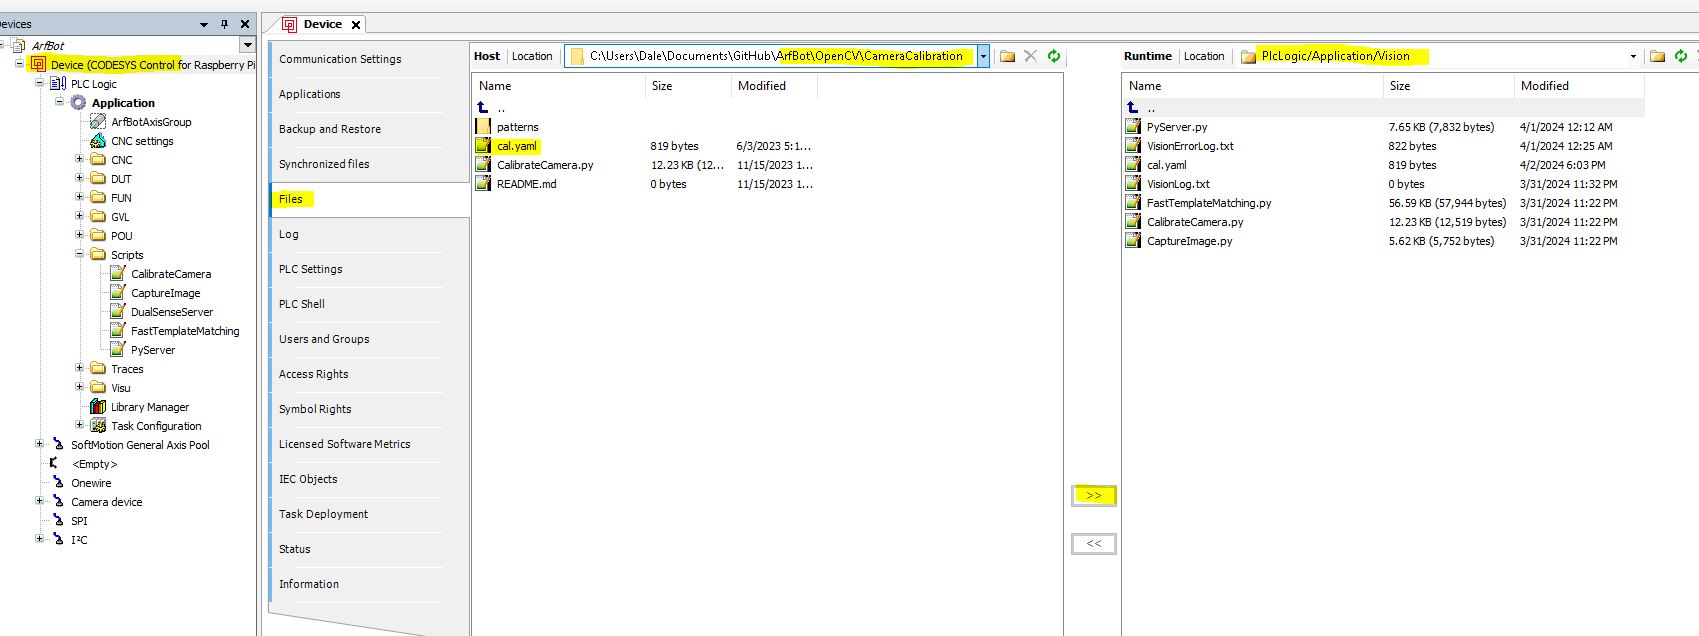 evices
Device
ArfBot
Device (CODESYS Control for Raspberry Pi
PLC Logic
Application
ArfBotAxisGroup
CNC settings
CNC
DUT
FUN
GVL
POU
Scripts
CalibrateCamera
CaptureImage
DualSenseServer
FastTemplateMatching
PyServer
Traces
Visu
Library Manager
Task Configuration
SoftMotion General Axis Pool
<Empty>
Onewire
Camera device
SPI
I²C
Communication Settings
Applications
Backup and Restore
Synchronized files
Files
Log
PLC Settings
PLC Shell
Users and Groups
Access Rights
Symbol Rights
Licensed Software Metrics
IEC Objects
Task Deployment
Status
Information
Host Location C:\Users\Dale\Documents\GitHub\ArfBot\OpenCV\CameraCalibration
Name Size Modified
..
patterns
cal.yaml 819 bytes 6/3/2023 5:1...
CalibrateCamera.py 12.23 KB (12... 11/15/2023 1...
README.md 0 bytes 11/15/2023 1...
>>
<<
Runtime Location PlcLogic/Application/Vision
Name Size Modified
..
PyServer.py 7.65 KB (7,832 bytes) 4/1/2024 12:12 AM
VisionErrorLog.txt 822 bytes 4/1/2024 12:25 AM
cal.yaml 819 bytes 4/2/2024 6:03 PM
VisionLog.txt 0 bytes 3/31/2024 11:32 PM
FastTemplateMatching.py 56.59 KB (57,944 bytes) 3/31/2024 11:22 PM
CalibrateCamera.py 12.23 KB (12,519 bytes) 3/31/2024 11:22 PM
CaptureImage.py 5.62 KB (5,752 bytes) 3/31/2024 11:22 PM